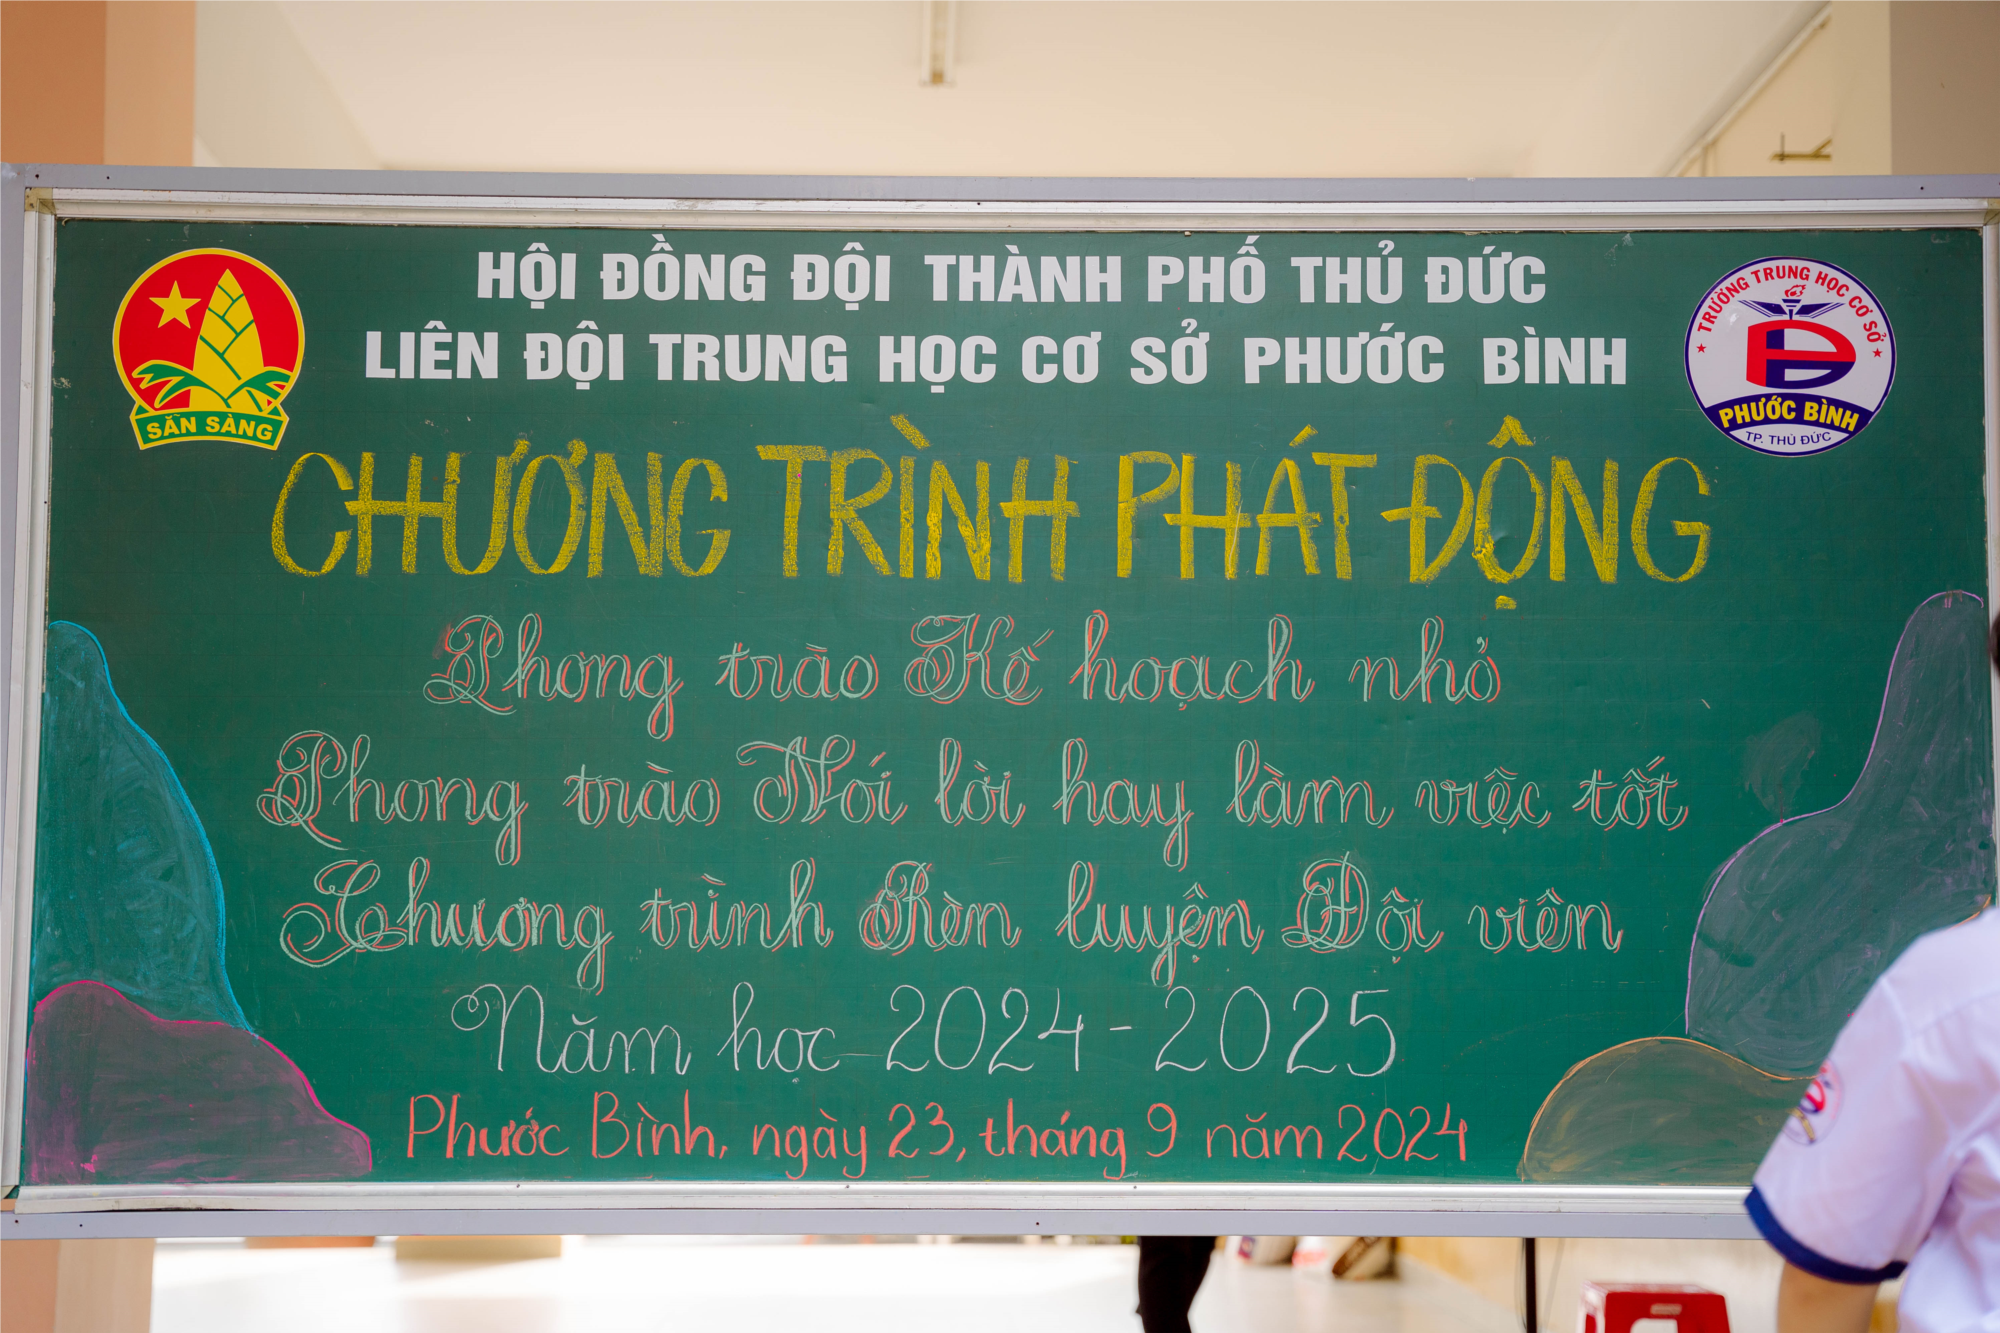 HỘI ĐỒNG ĐỘI THÀNH PHỐ THỦ ĐỨC
LIÊN ĐỘI TRUNG HỌC CƠ SỞ PHƯỚC BÌNH
SẴN SÀNG
TRƯỜNG TRUNG HỌC CƠ SỞ
PHƯỚC BÌNH
TP. THỦ ĐỨC
CHƯƠNG TRÌNH PHÁT ĐỘNG
Phong trào Kế hoạch nhỏ
Phong trào Nói lời hay làm việc tốt
Chương trình Rèn luyện Đội viên
Năm học 2024-2025
Phước Bình, ngày 23, tháng 9 năm 2024